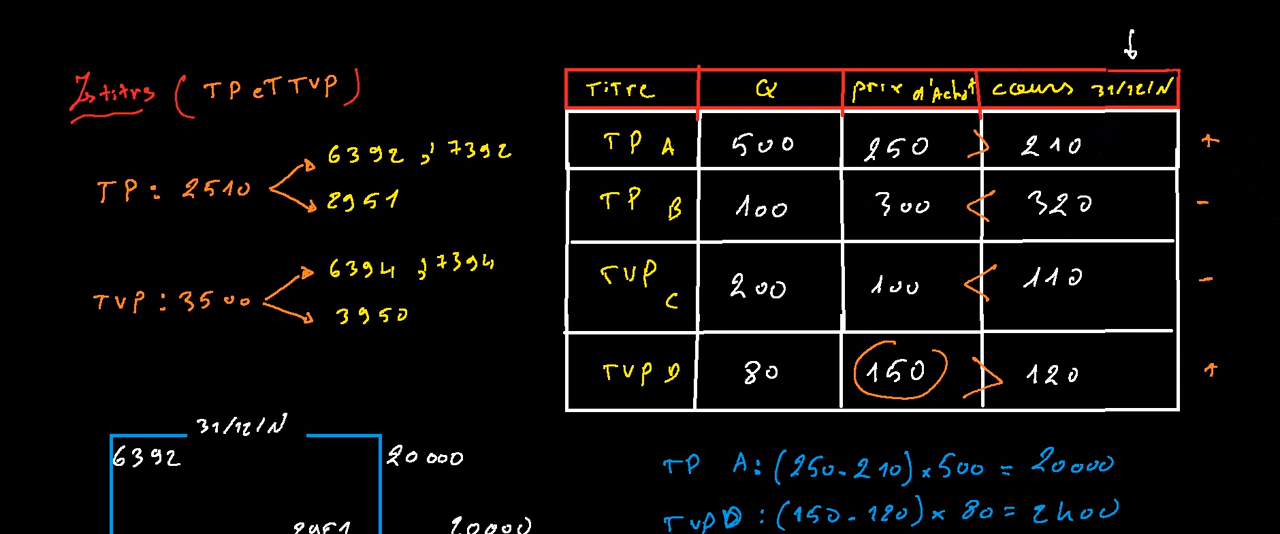 titrs ( TP eT TVP)
TP : 2510
6392 ; 7392
2951
TVP : 3500
6394 ; 7394
3950
TiTRE Q prix d'Achat cours 31/12/N
TP A 500 250 > 210 +
TP B 100 300 < 320 -
TVP C 200 100 < 110 -
TVP D 80 150 > 120 +
31/12/N
6392 20 000
2951 20000
TP A : (250 - 210) × 500 = 20000
TVP D : (150 - 120) × 80 = 2400